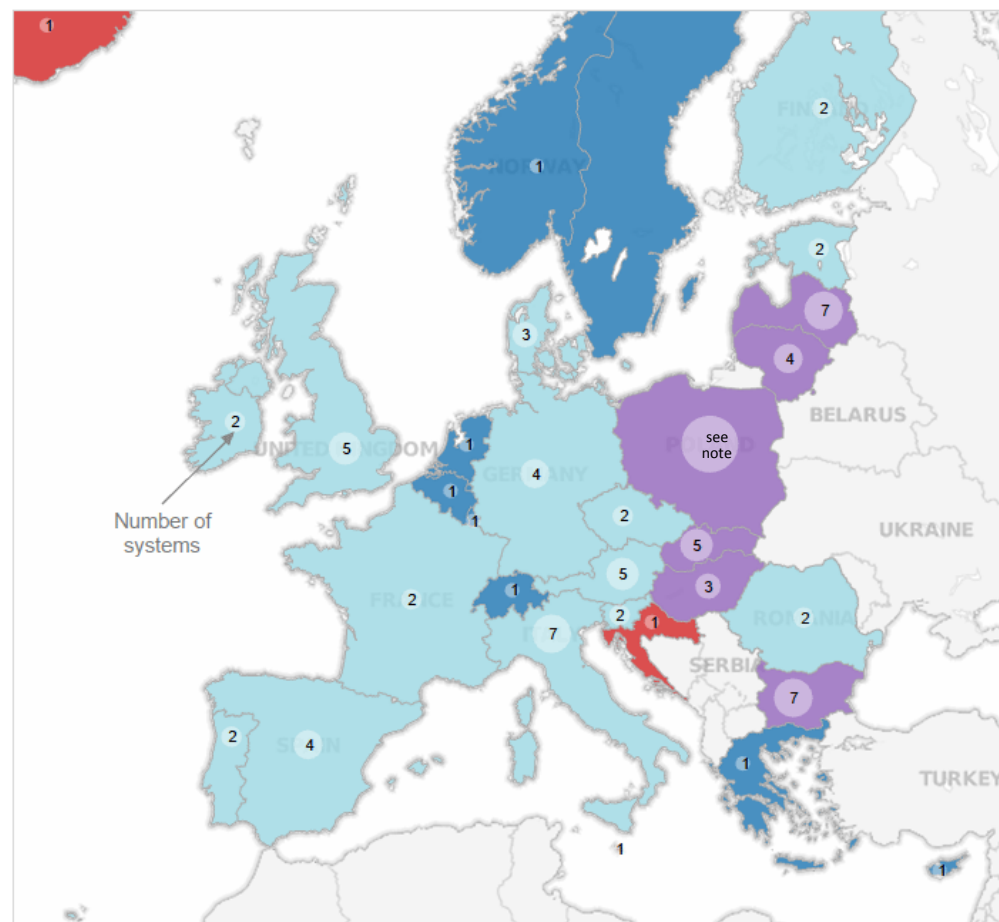 1
2
FINLAND
1
NORWAY
2
7
3
4
see
note
POLAND
BELARUS
2
UNITED KINGDOM
5
1
GERMANY
4
1
1
Number of
systems
2
UKRAINE
5
5
1
3
FRANCE
2
2
1
ROMANIA
2
ITALY
7
SERBIA
7
2
SPAIN
4
1
TURKEY
1
1